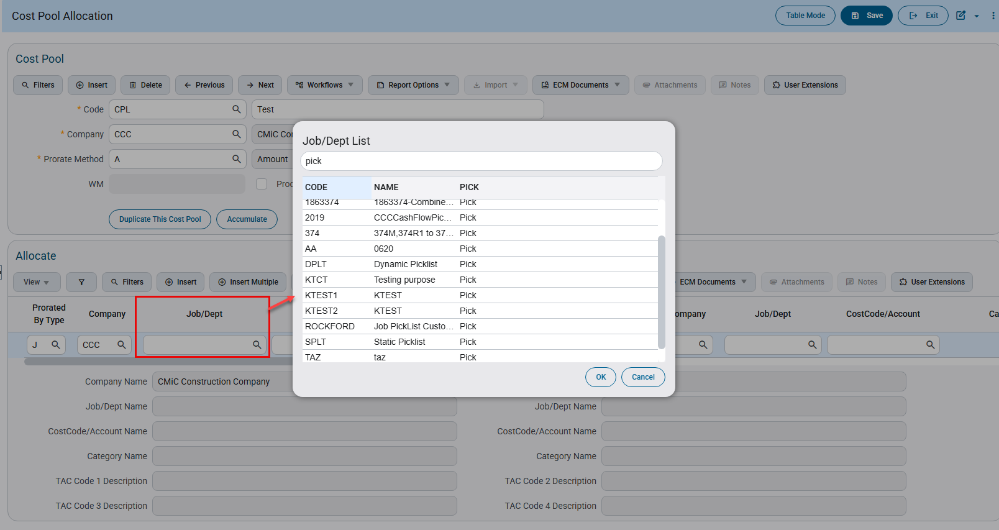 Cost Pool Allocation
Table Mode
Save
Exit
Cost Pool
Filters
Insert
Delete
Previous
Next
Workflows
Report Options
Import
ECM Documents
Attachments
Notes
User Extensions
* Code CPL Test
* Company CCC CMiC Co
* Prorate Method A Amount
WM Proc
Duplicate This Cost Pool
Accumulate
Job/Dept List
pick
CODE NAME PICK
1863374 1863374-Combine... Pick
2019 CCCCashFlowPic... Pick
374 374M,374R1 to 37... Pick
AA 0620 Pick
DPLT Dynamic Picklist Pick
KTCT Testing purpose Pick
KTEST1 KTEST Pick
KTEST2 KTEST Pick
ROCKFORD Job PickList Custo... Pick
SPLT Static Picklist Pick
TAZ taz Pick
OK
Cancel
Allocate
View
Filters
Insert
Insert Multiple
ECM Documents
Attachments
Notes
User Extensions
Prorated
By Type
Company
Job/Dept
ompany
Job/Dept
CostCode/Account
Ca
J
CCC
Company Name CMiC Construction Company
Job/Dept Name
Job/Dept Name
CostCode/Account Name
CostCode/Account Name
Category Name
Category Name
TAC Code 1 Description
TAC Code 2 Description
TAC Code 3 Description
TAC Code 4 Description